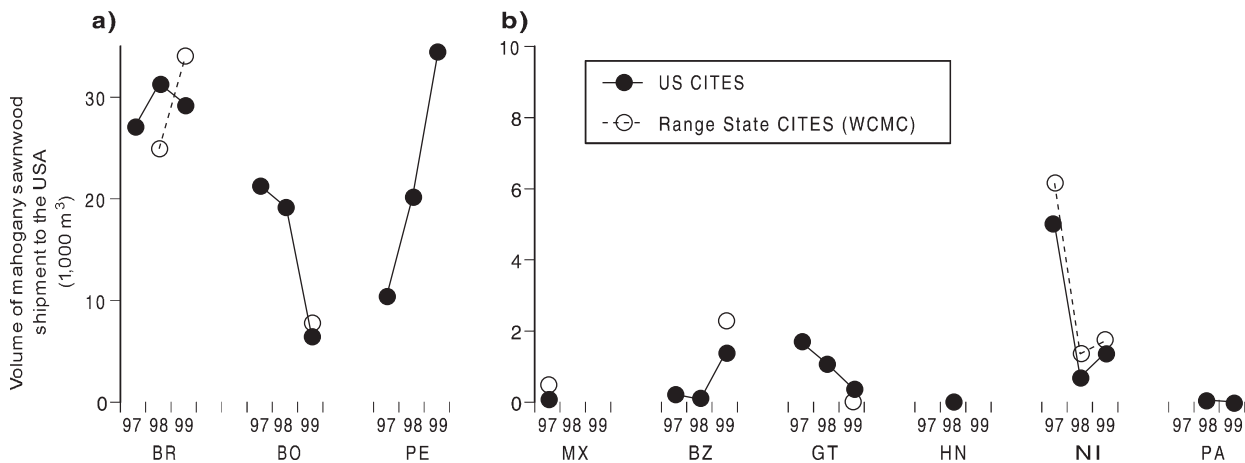 a)
b)
Volume of mahogany sawnwood
shipment to the USA
(1,000 m³)
30
20
10
0
97 98 99
BR
97 98 99
BO
97 98 99
PE
10
8
6
4
2
0
US CITES
Range State CITES (WCMC)
97 98 99
MX
97 98 99
BZ
97 98 99
GT
97 98 99
HN
97 98 99
NI
97 98 99
PA